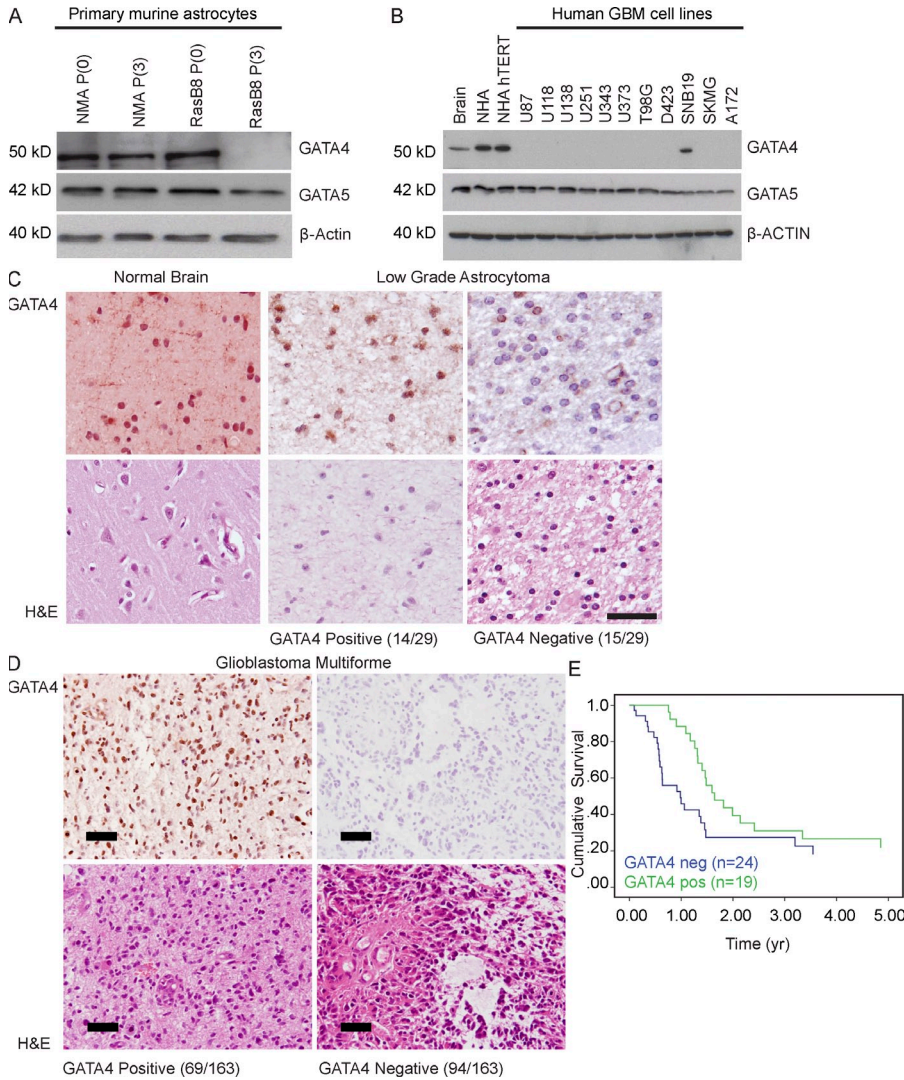 A
Primary murine astrocytes
NMA P(0)
NMA P(3)
RasB8 P(0)
RasB8 P(3)
50 kD
GATA4
42 kD
GATA5
40 kD
β-Actin
B
Human GBM cell lines
Brain
NHA
NHA hTERT
U87
U118
U138
U251
U343
U373
T98G
D423
SNB19
SKMG
A172
50 kD
GATA4
42 kD
GATA5
40 kD
β-ACTIN
C
Normal Brain
Low Grade Astrocytoma
GATA4
H&E
GATA4 Positive (14/29)
GATA4 Negative (15/29)
D
Glioblastoma Multiforme
GATA4
H&E
GATA4 Positive (69/163)
GATA4 Negative (94/163)
E
Cumulative Survival
1.0
.80
.60
.40
.20
.00
GATA4 neg (n=24)
GATA4 pos (n=19)
0.00 1.00 2.00 3.00 4.00 5.00
Time (yr)